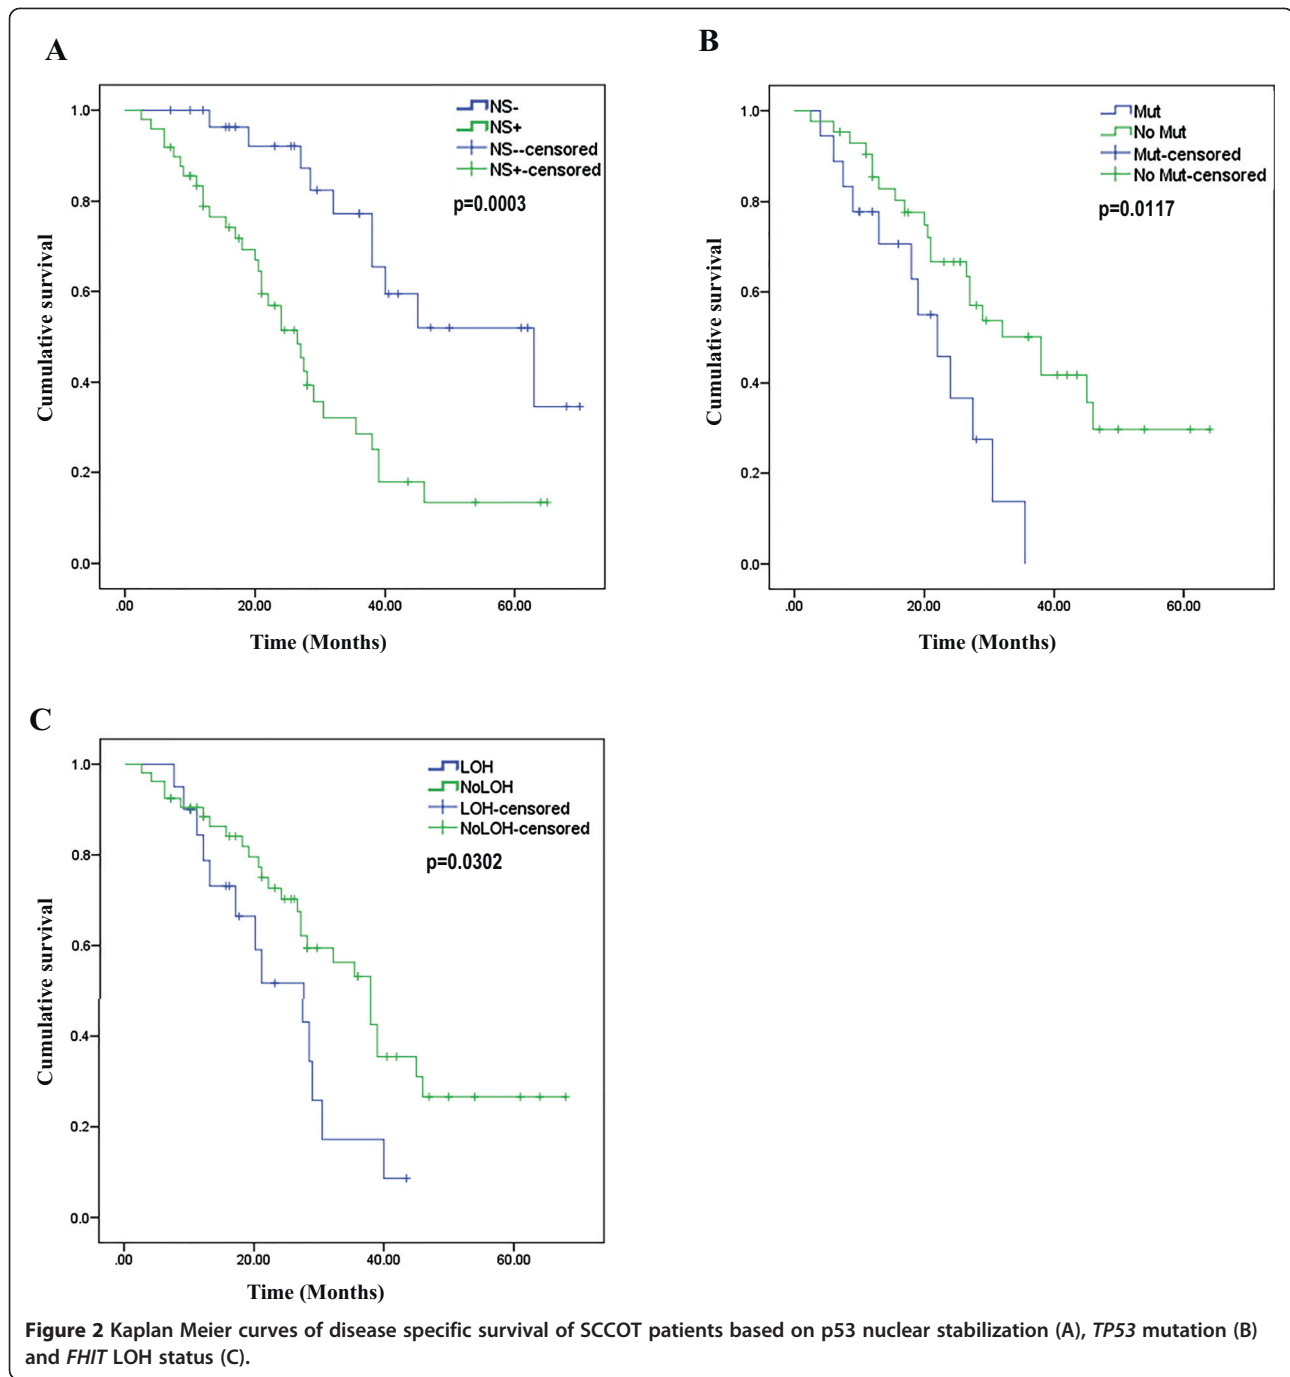 A
1.0
0.8
0.6
0.4
0.2
0.0
Cumulative survival
NS-
NS+
NS--censored
NS+-censored
p=0.0003
.00 20.00 40.00 60.00
Time (Months)
B
1.0
0.8
0.6
0.4
0.2
0.0
Cumulative survival
Mut
No Mut
Mut-censored
No Mut-censored
p=0.0117
.00 20.00 40.00 60.00
Time (Months)
C
1.0
0.8
0.6
0.4
0.2
0.0
Cumulative survival
LOH
NoLOH
LOH-censored
NoLOH-censored
p=0.0302
.00 20.00 40.00 60.00
Time (Months)
Figure 2 Kaplan Meier curves of disease specific survival of SCCOT patients based on p53 nuclear stabilization (A), TP53 mutation (B)
and FHIT LOH status (C).